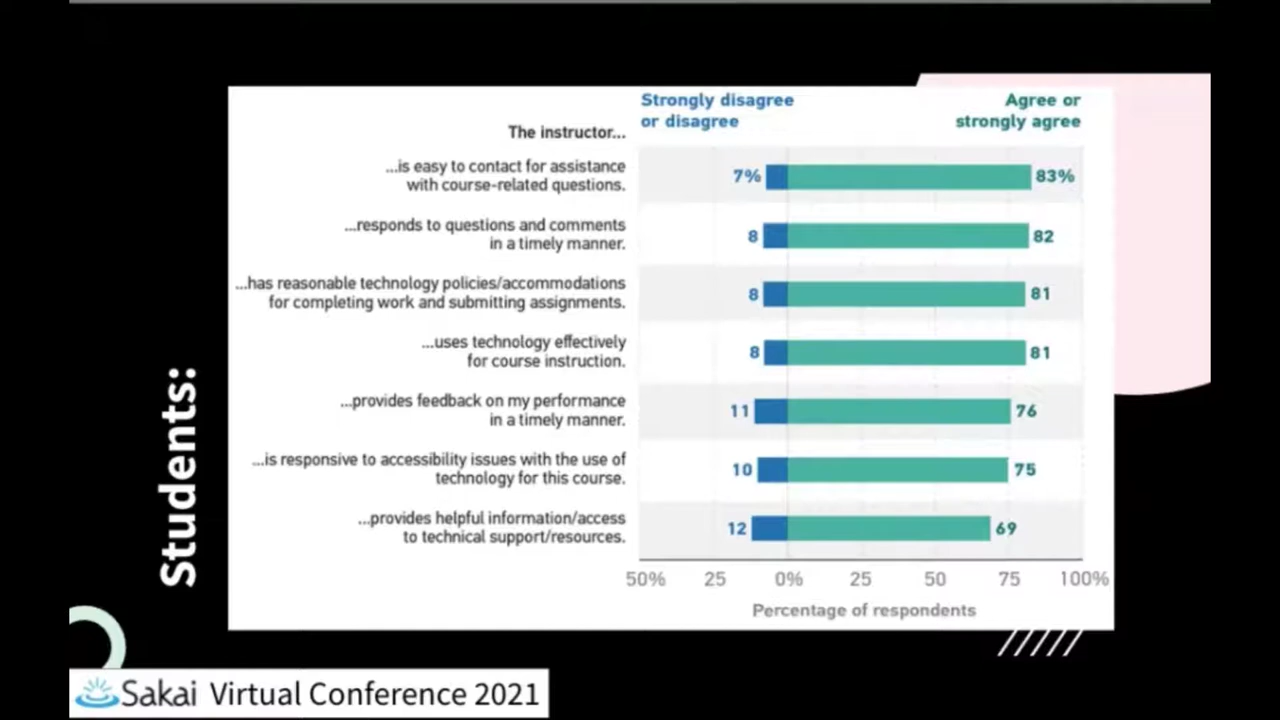 Students:
Strongly disagree
or disagree
Agree or
strongly agree
The instructor...
...is easy to contact for assistance
with course-related questions.
7%
83%
...responds to questions and comments
in a timely manner.
8
82
...has reasonable technology policies/accommodations
for completing work and submitting assignments.
8
81
...uses technology effectively
for course instruction.
8
81
...provides feedback on my performance
in a timely manner.
11
76
...is responsive to accessibility issues with the use of
technology for this course.
10
75
...provides helpful information/access
to technical support/resources.
12
69
50% 25 0% 25 50 75 100%
Percentage of respondents
Sakai Virtual Conference 2021